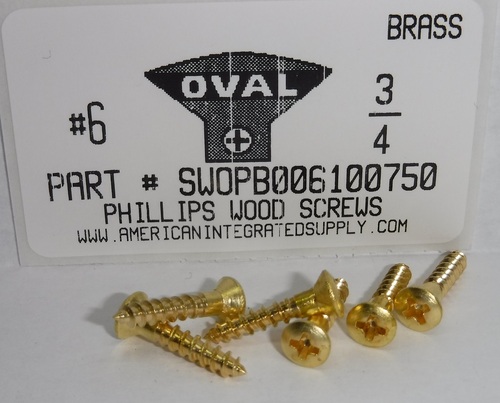 BRASS
OVAL
#6
3
4
PART # SWOPB006100750
PHILLIPS WOOD SCREWS
WWW.AMERICANINTEGRATEDSUPPLY.COM